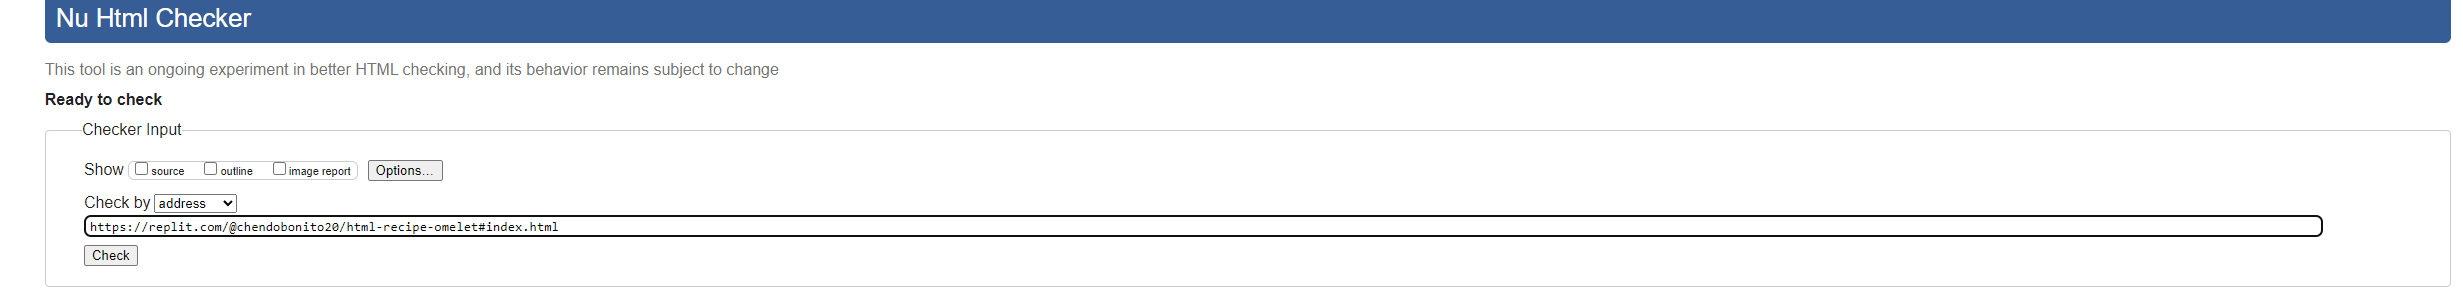 Nu Html Checker
This tool is an ongoing experiment in better HTML checking, and its behavior remains subject to change
Ready to check
Checker Input
Show source outline image report Options...
Check by address
https://replit.com/@chendobonito20/html-recipe-omelet#index.html
Check